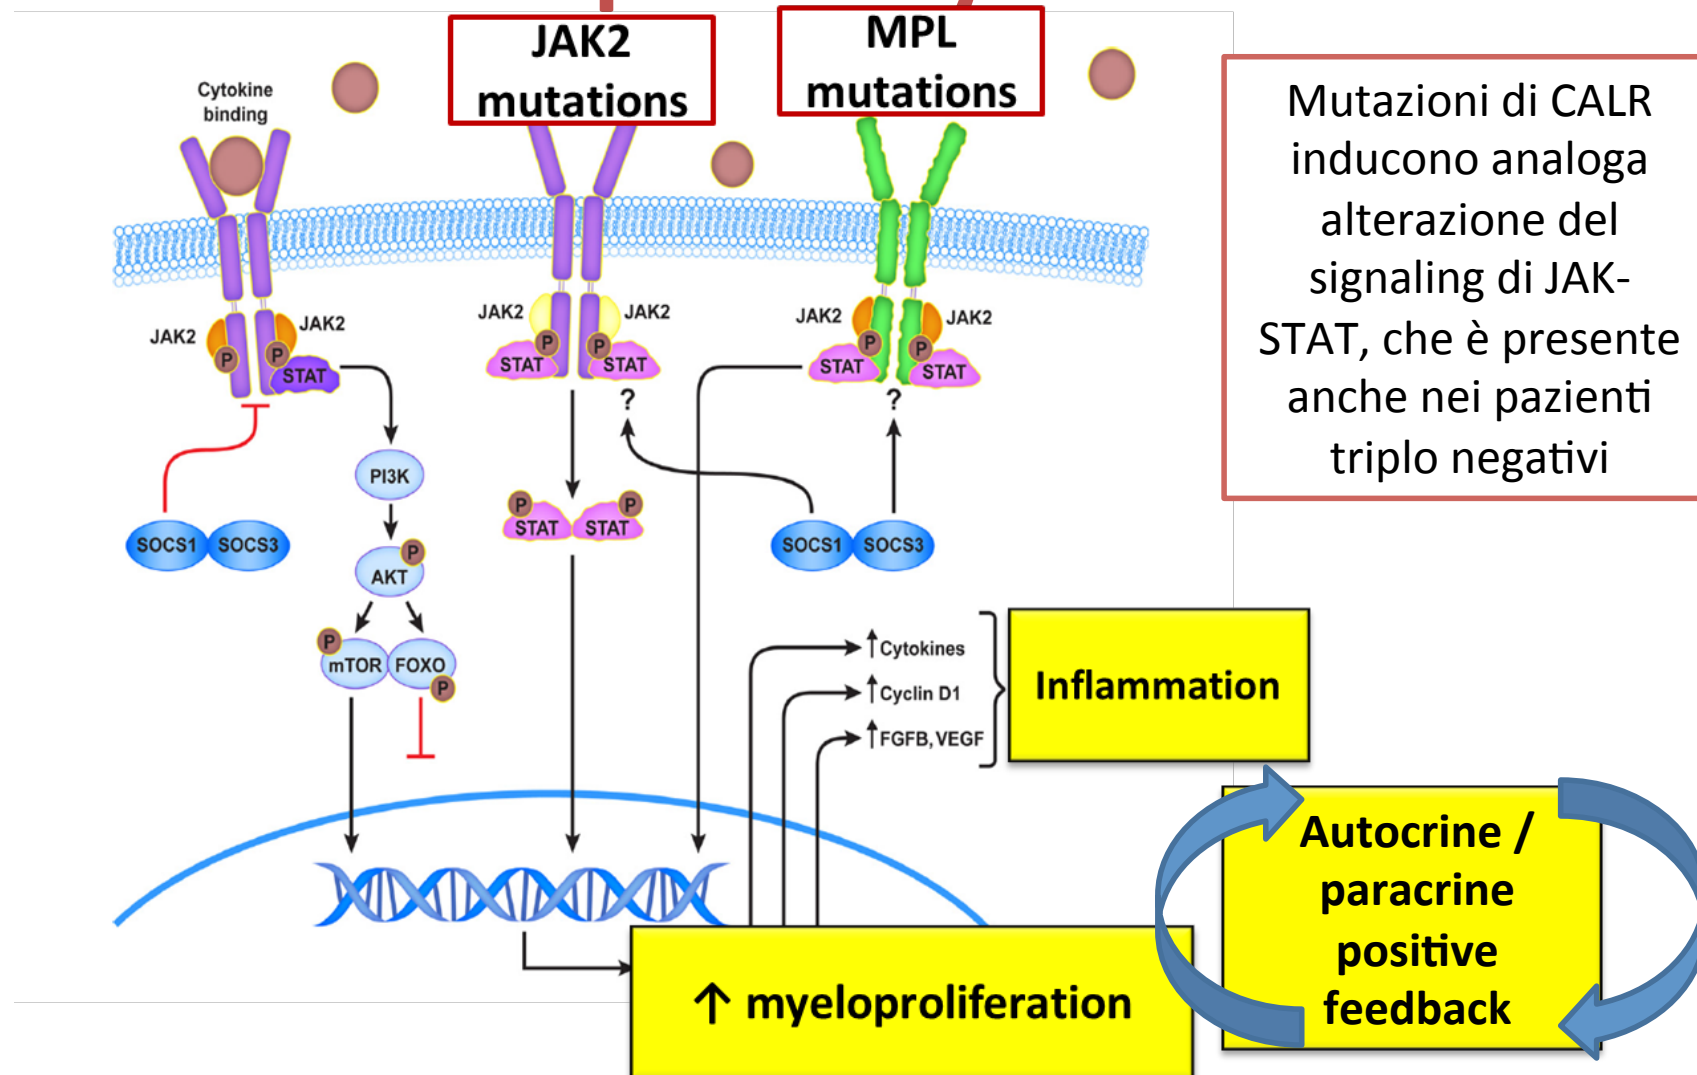 JAK2
mutations
MPL
mutations
Cytokine
binding
Mutazioni di CALR
inducono analoga
alterazione del
signaling di JAK-
STAT, che è presente
anche nei pazienti
triplo negativi
JAK2
JAK2
P
P
STAT
JAK2
JAK2
P
P
STAT
STAT
?
JAK2
JAK2
P
P
STAT
STAT
?
PI3K
SOCS1
SOCS3
P
AKT
P
P
STAT
STAT
SOCS1
SOCS3
P
mTOR
FOXO
P
↑Cytokines
↑Cyclin D1
↑FGFB, VEGF
Inflammation
Autocrine /
paracrine
positive
feedback
↑ myeloproliferation